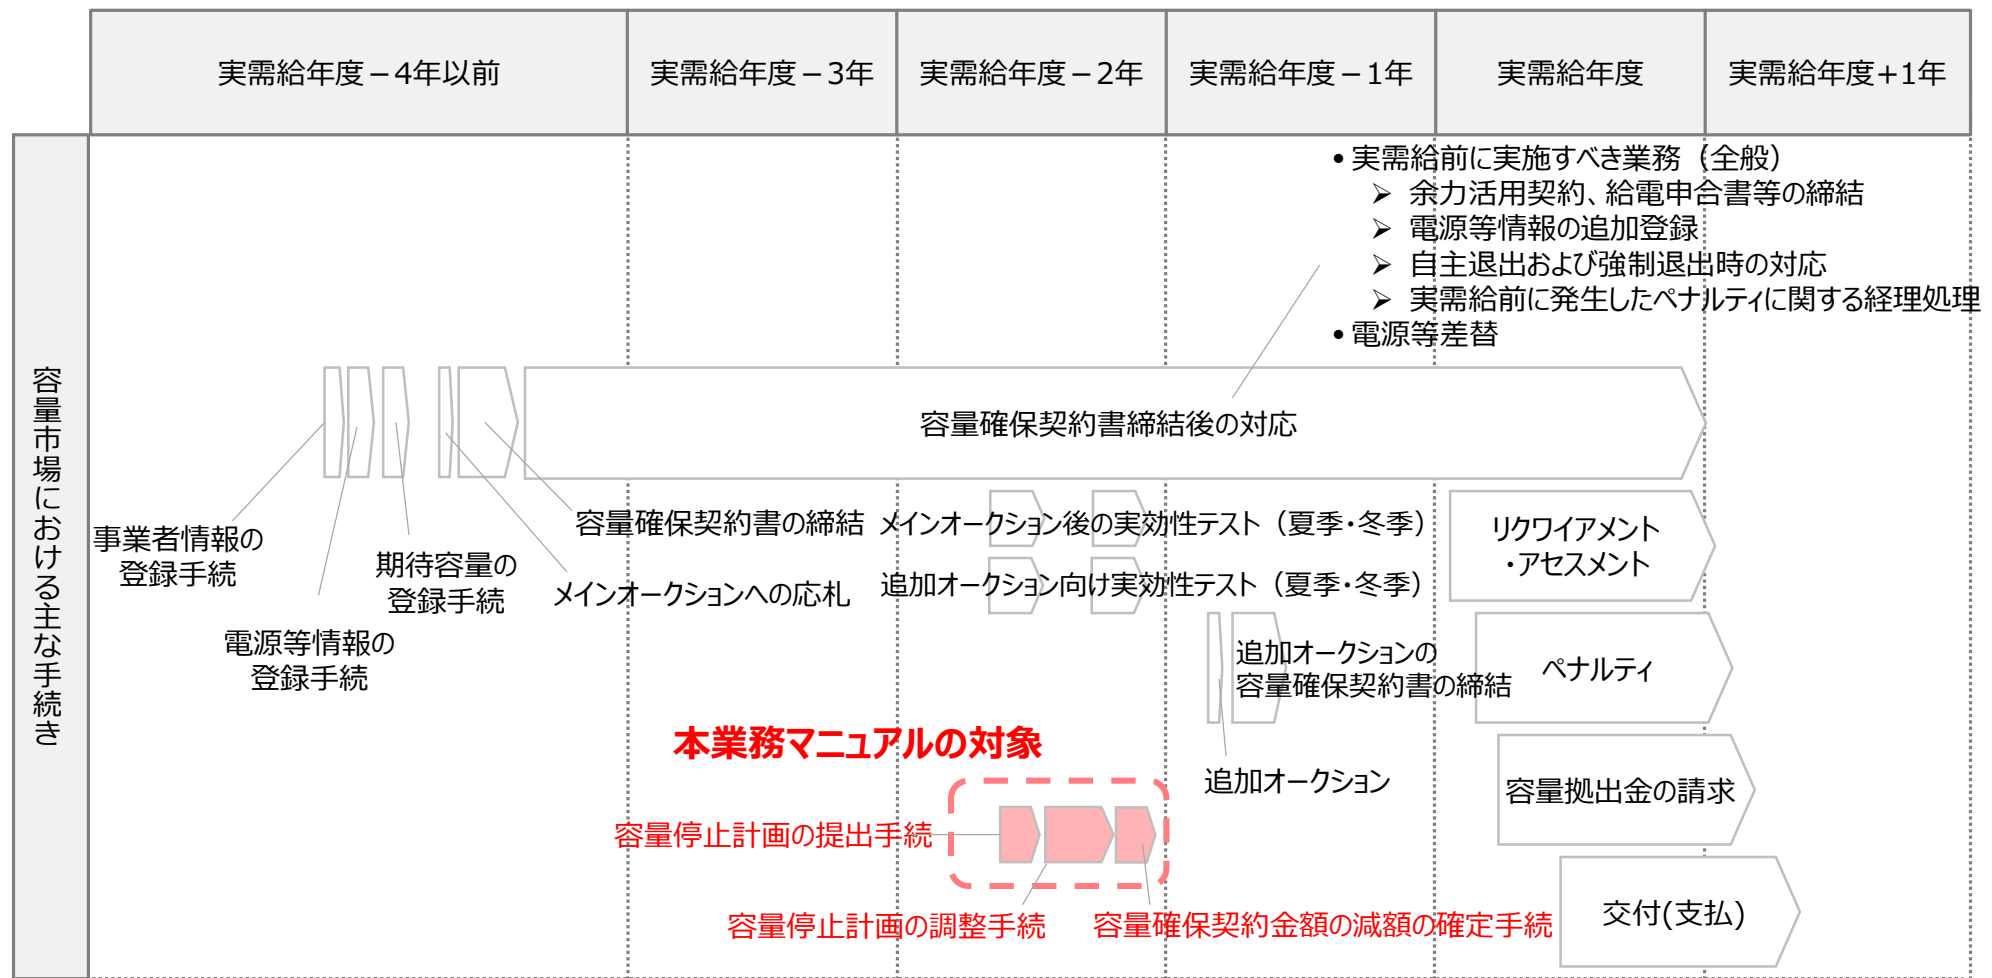 実需給年度－4年以前
実需給年度－3年
実需給年度－2年
実需給年度－1年
実需給年度
実需給年度+1年
容量市場における主な手続き
•実需給前に実施すべき業務（全般）
➢ 余力活用契約、給電申合書等の締結
➢ 電源等情報の追加登録
➢ 自主退出および強制退出時の対応
➢ 実需給前に発生したペナルティに関する経理処理
•電源等差替
容量確保契約書締結後の対応
事業者情報の
登録手続
電源等情報の
登録手続
期待容量の
登録手続
容量確保契約書の締結
メインオークションへの応札
メインオークション後の実効性テスト（夏季・冬季）
追加オークション向け実効性テスト（夏季・冬季）
リクワイアメント
・アセスメント
追加オークションの
容量確保契約書の締結
ペナルティ
追加オークション
本業務マニュアルの対象
容量停止計画の提出手続
容量拠出金の請求
容量停止計画の調整手続
容量確保契約金額の減額の確定手続
交付(支払)